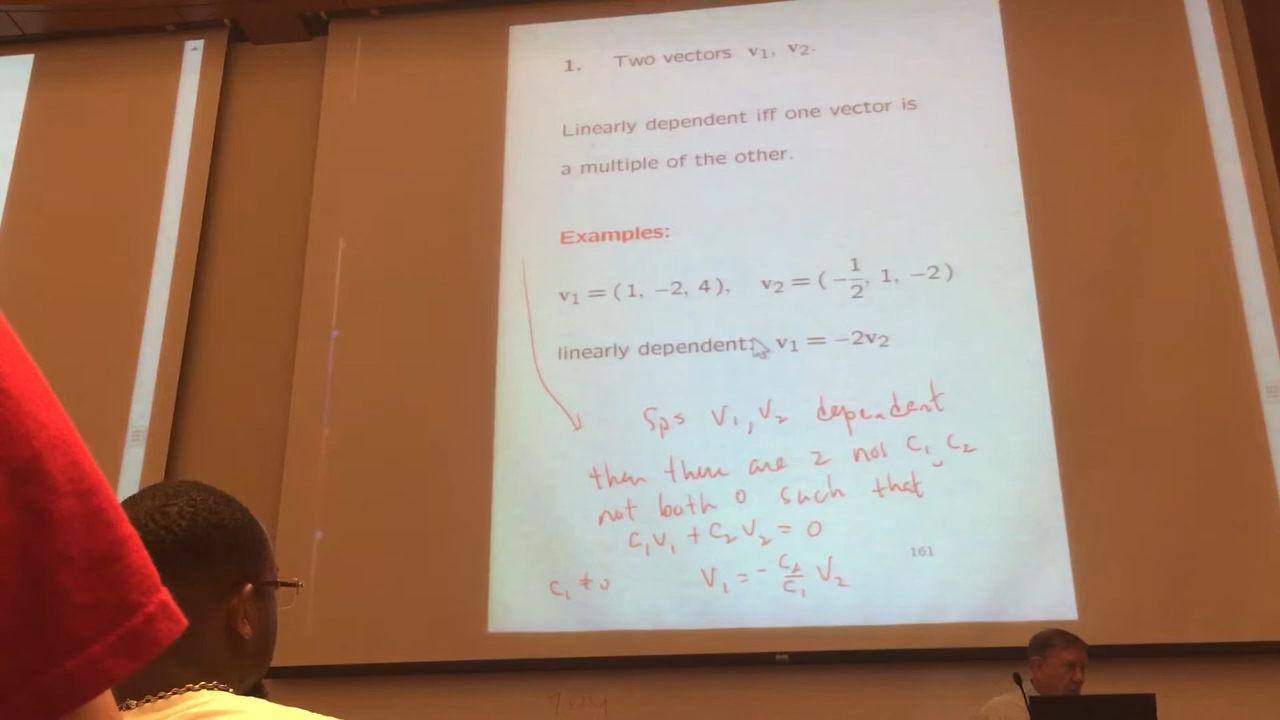 1. Two vectors v₁, v₂.
Linearly dependent iff one vector is
a multiple of the other.
Examples:
v₁ = (1, −2, 4), v₂ = (−1/2, 1, −2)
linearly dependent: v₁ = −2v₂
Sps V₁, V₂ dependent
then there are 2 nos C₁, C₂
not both 0 such that
C₁V₁ + C₂V₂ = 0
C₁ ≠ 0 V₁ = −C₂/C₁ V₂
161